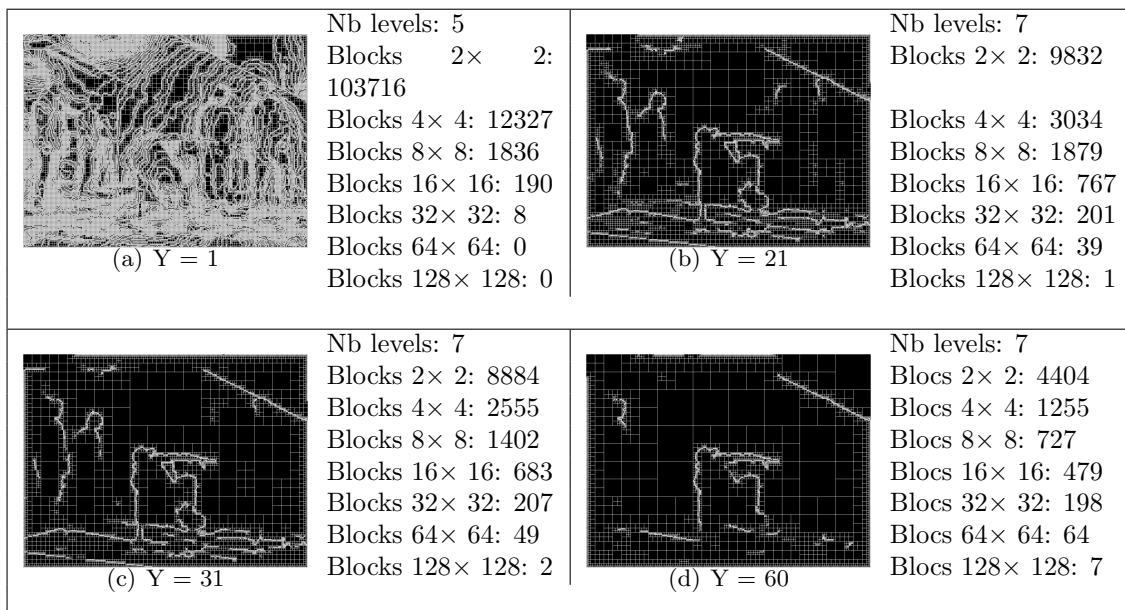 Nb levels: 5
Blocks 2× 2:
103716
Blocks 4× 4: 12327
Blocks 8× 8: 1836
Blocks 16× 16: 190
Blocks 32× 32: 8
Blocks 64× 64: 0
Blocks 128× 128: 0
(a) Y = 1
Nb levels: 7
Blocks 2× 2: 9832
Blocks 4× 4: 3034
Blocks 8× 8: 1879
Blocks 16× 16: 767
Blocks 32× 32: 201
Blocks 64× 64: 39
Blocks 128× 128: 1
(b) Y = 21
Nb levels: 7
Blocks 2× 2: 8884
Blocks 4× 4: 2555
Blocks 8× 8: 1402
Blocks 16× 16: 683
Blocks 32× 32: 207
Blocks 64× 64: 49
Blocks 128× 128: 2
(c) Y = 31
Nb levels: 7
Blocs 2× 2: 4404
Blocs 4× 4: 1255
Blocs 8× 8: 727
Blocs 16× 16: 479
Blocs 32× 32: 198
Blocs 64× 64: 64
Blocs 128× 128: 7
(d) Y = 60